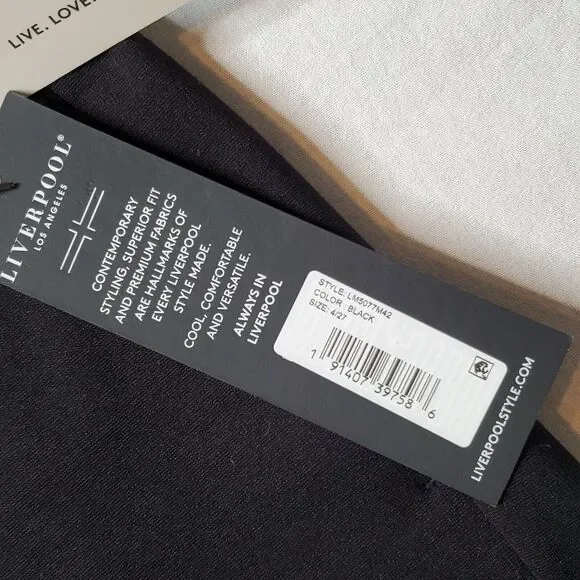 LIVE. LOVE.
LIVERPOOL®
LOS ANGELES
CONTEMPORARY
STYLING, SUPERIOR FIT
AND PREMIUM FABRICS
ARE HALLMARKS OF
EVERY LIVERPOOL
STYLE MADE.
COOL, COMFORTABLE
AND VERSATILE.
ALWAYS IN
LIVERPOOL
STYLE: LM5077M42
COLOR : BLACK
SIZE: 4/27
1 91407 39758 6
LIVERPOOLSTYLE.COM